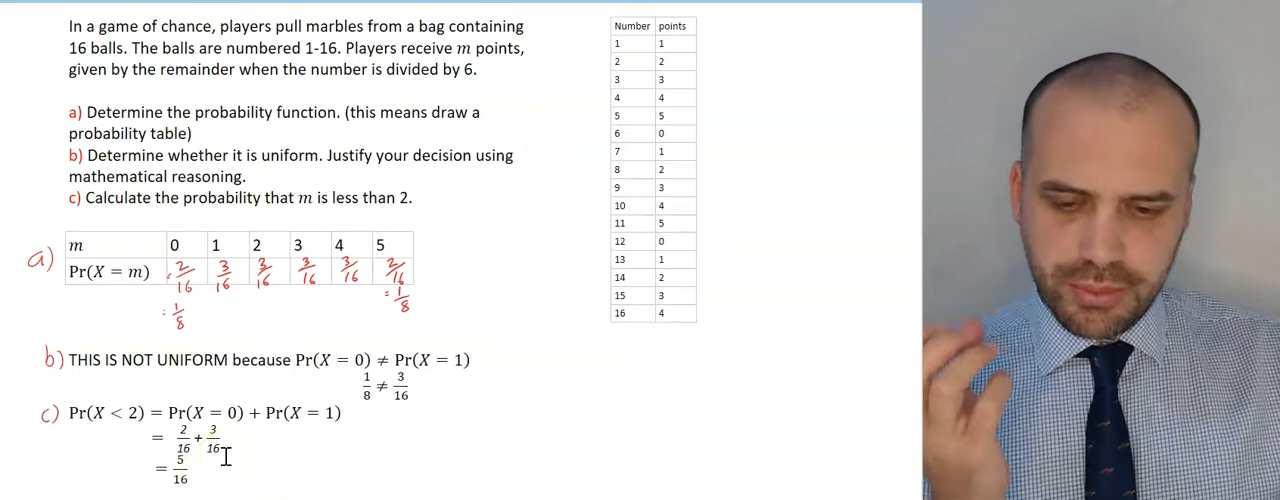 In a game of chance, players pull marbles from a bag containing
16 balls. The balls are numbered 1-16. Players receive m points,
given by the remainder when the number is divided by 6.
a) Determine the probability function. (this means draw a
probability table)
b) Determine whether it is uniform. Justify your decision using
mathematical reasoning.
c) Calculate the probability that m is less than 2.
a)
m 0 1 2 3 4 5
Pr(X = m) 2/16 3/16 3/16 3/16 3/16 2/16
= 1/8 = 1/8
b) THIS IS NOT UNIFORM because Pr(X = 0) ≠ Pr(X = 1)
1/8 ≠ 3/16
c) Pr(X < 2) = Pr(X = 0) + Pr(X = 1)
= 2/16 + 3/16
= 5/16
Number points
1 1
2 2
3 3
4 4
5 5
6 0
7 1
8 2
9 3
10 4
11 5
12 0
13 1
14 2
15 3
16 4